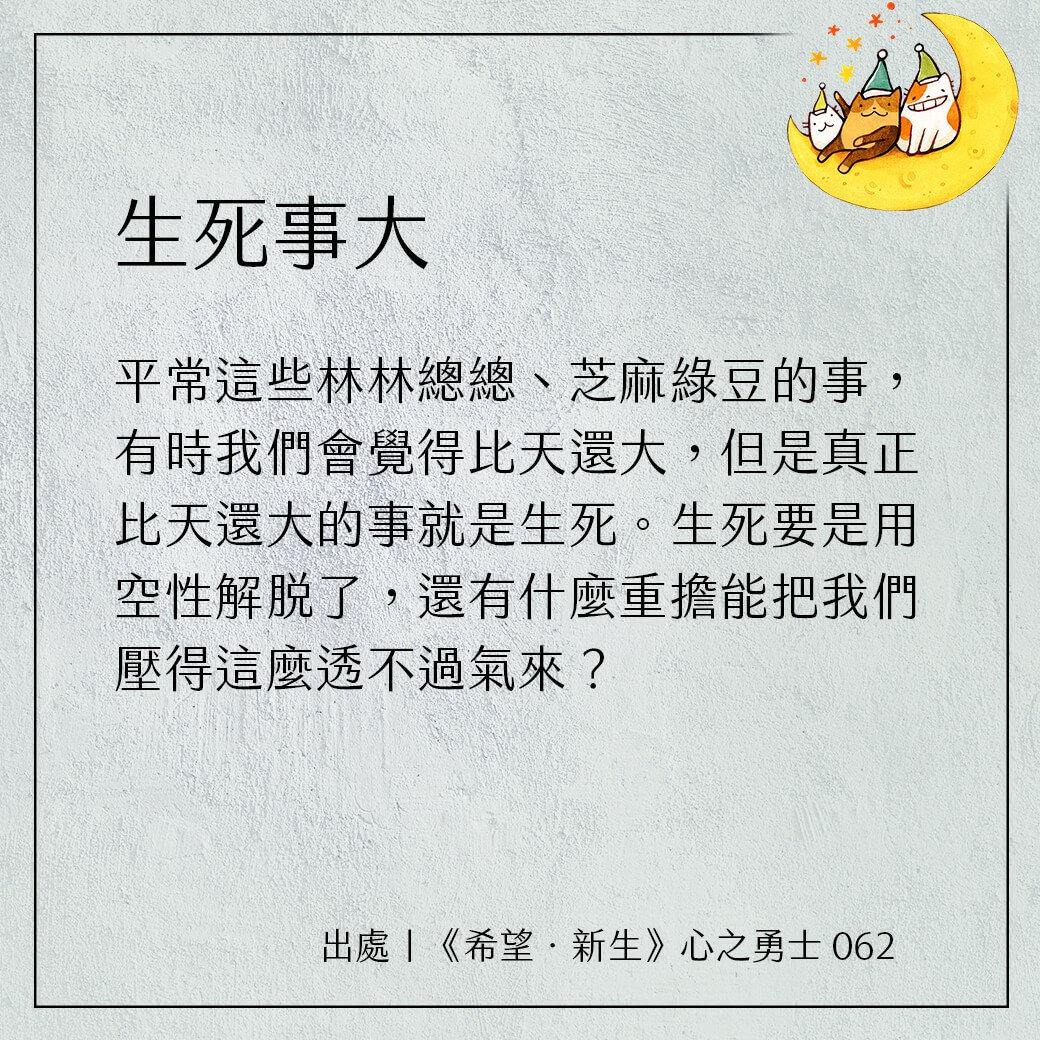 生死事大
平常這些林林總總、芝麻綠豆的事，
有時我們會覺得比天還大，但是真正
比天還大的事就是生死。生死要是用
空性解脫了，還有什麼重擔能把我們
壓得這麼透不過氣來？
出處｜《希望．新生》心之勇士 062